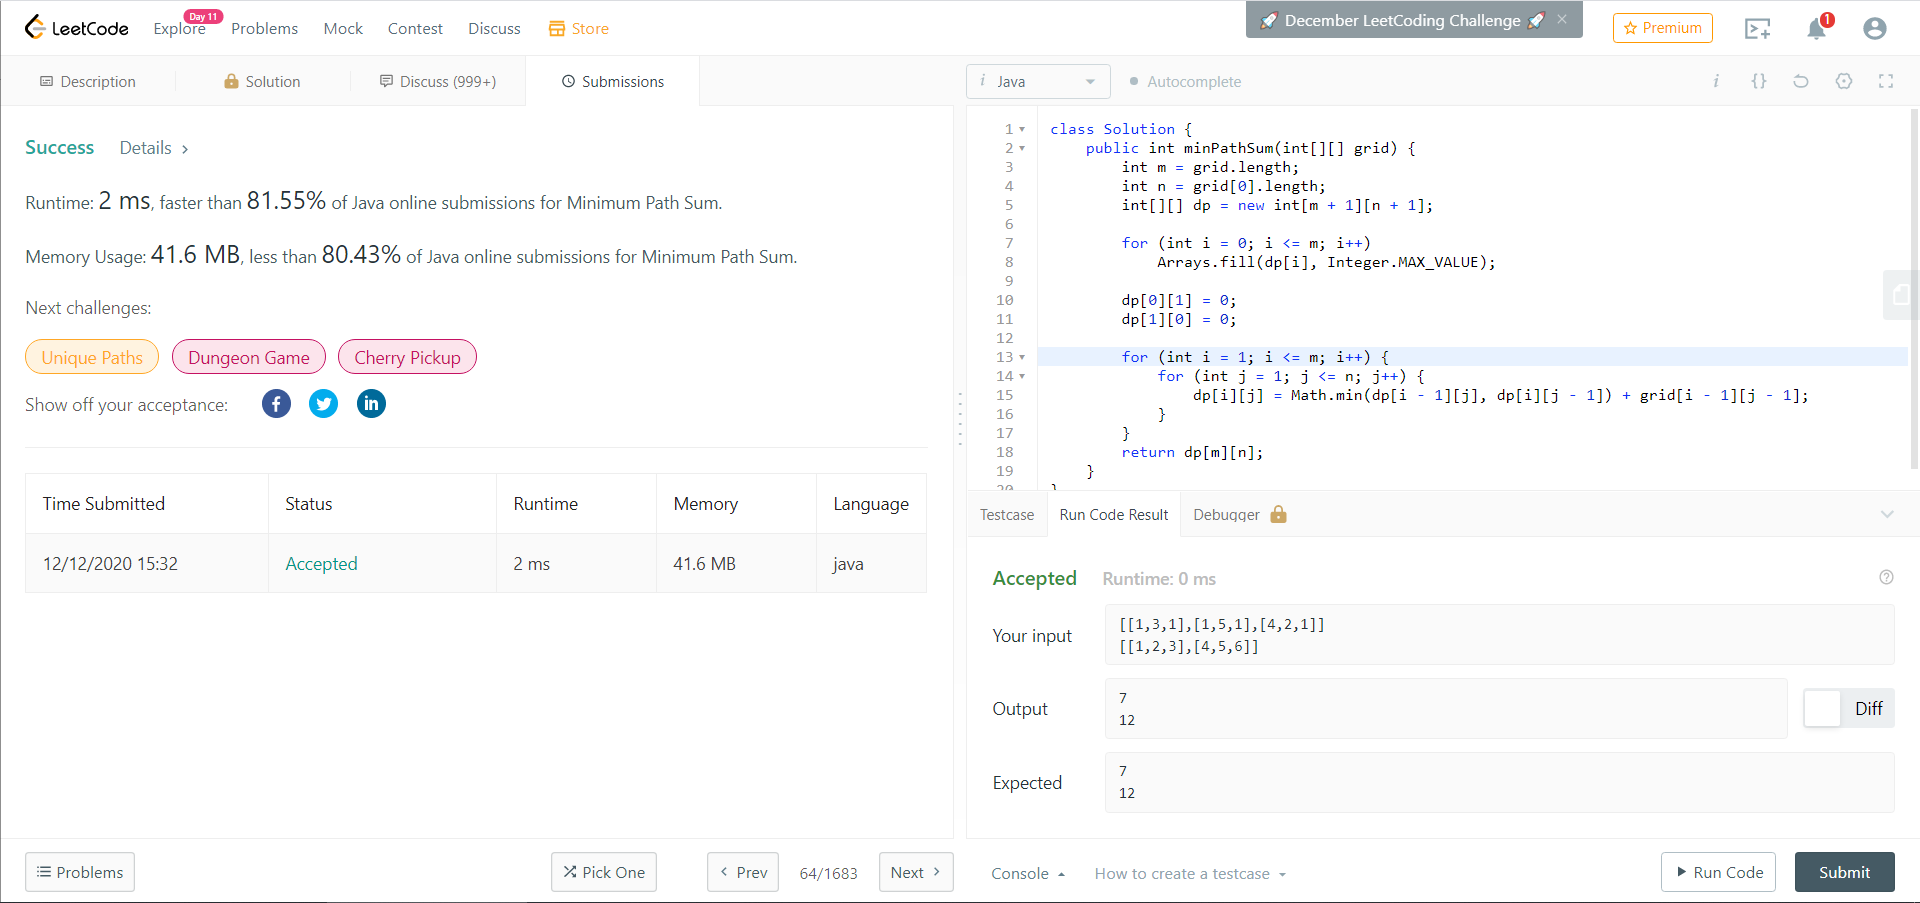 LeetCode
Explore
Day 11
Problems
Mock
Contest
Discuss
Store
🚀 December LeetCoding Challenge 🚀 ×
Premium
1
Description
Solution
Discuss (999+)
Submissions
i Java
Autocomplete
i {}
Success
Details >
Runtime: 2 ms, faster than 81.55% of Java online submissions for Minimum Path Sum.
Memory Usage: 41.6 MB, less than 80.43% of Java online submissions for Minimum Path Sum.
Next challenges:
Unique Paths
Dungeon Game
Cherry Pickup
Show off your acceptance:
Time Submitted Status Runtime Memory Language
12/12/2020 15:32 Accepted 2 ms 41.6 MB java
Problems
Pick One
< Prev
64/1683
Next >
1 class Solution {
2     public int minPathSum(int[][] grid) {
3         int m = grid.length;
4         int n = grid[0].length;
5         int[][] dp = new int[m + 1][n + 1];
6
7         for (int i = 0; i <= m; i++)
8             Arrays.fill(dp[i], Integer.MAX_VALUE);
9
10         dp[0][1] = 0;
11         dp[1][0] = 0;
12
13         for (int i = 1; i <= m; i++) {
14             for (int j = 1; j <= n; j++) {
15                 dp[i][j] = Math.min(dp[i - 1][j], dp[i][j - 1]) + grid[i - 1][j - 1];
16             }
17         }
18         return dp[m][n];
19     }
20 }
Testcase
Run Code Result
Debugger
Accepted
Runtime: 0 ms
Your input
[[1,3,1],[1,5,1],[4,2,1]]
[[1,2,3],[4,5,6]]
Output
7
12
Diff
Expected
7
12
Console
How to create a testcase
Run Code
Submit